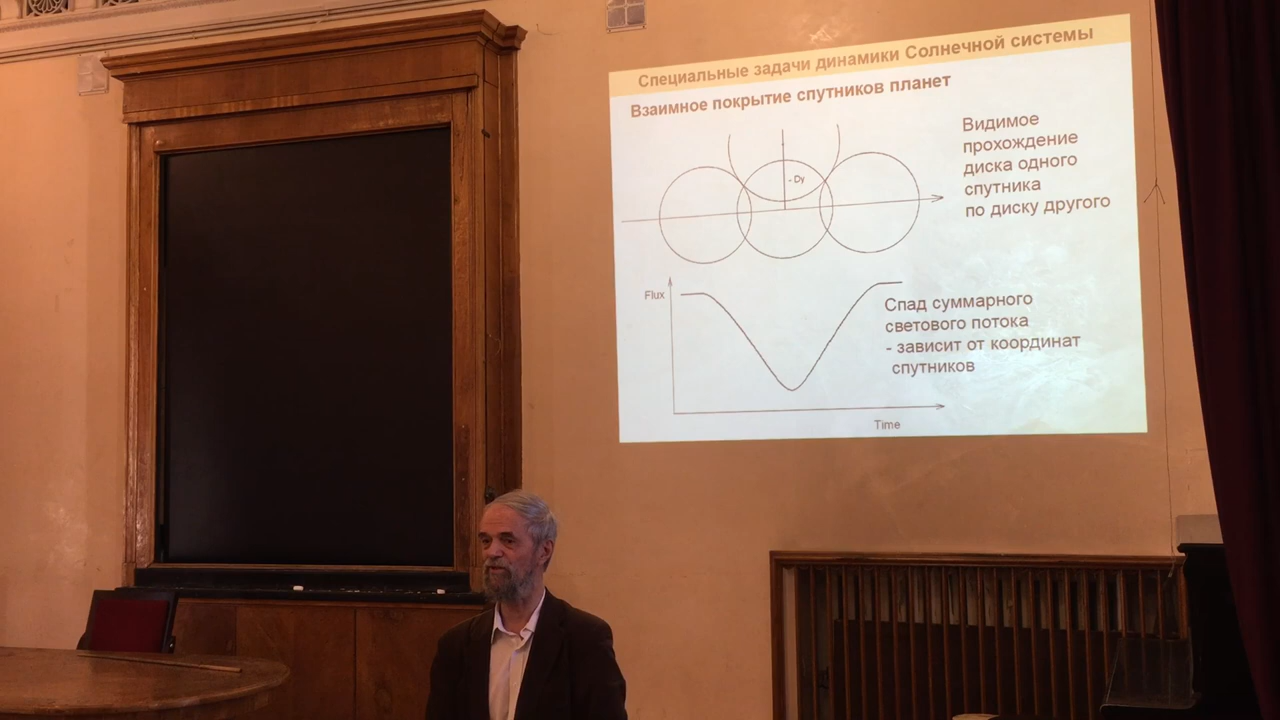 Специальные задачи динамики Солнечной системы
Взаимное покрытие спутников планет
Видимое
прохождение
диска одного
спутника
по диску другого
- Dy
Flux
Спад суммарного
светового потока
- зависит от координат
спутников
Time